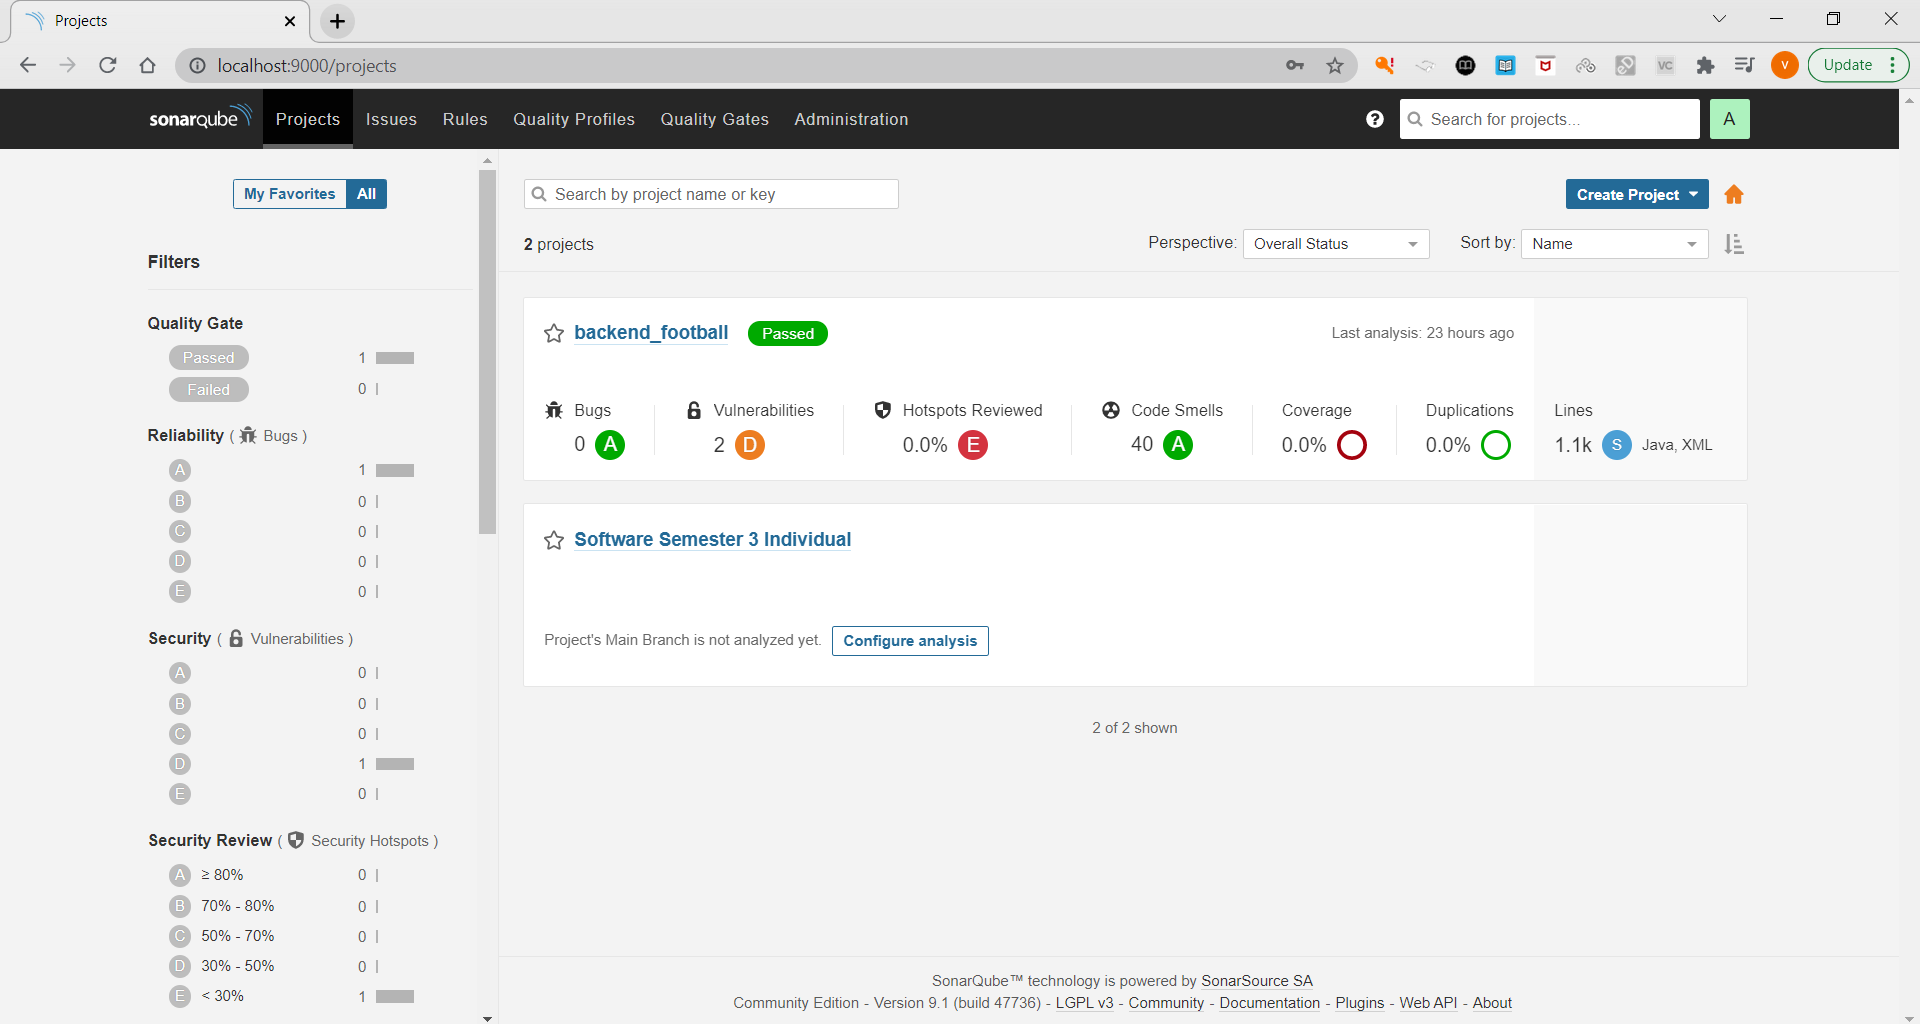 Projects
localhost:9000/projects
V
Update
sonarqube
Projects
Issues
Rules
Quality Profiles
Quality Gates
Administration
Search for projects...
A
My Favorites
All
Filters
Quality Gate
Passed 1
Failed 0
Reliability ( Bugs )
A 1
B 0
C 0
D 0
E 0
Security ( Vulnerabilities )
A 0
B 0
C 0
D 1
E 0
Security Review ( Security Hotspots )
A ≥ 80% 0
B 70% - 80% 0
C 50% - 70% 0
D 30% - 50% 0
E < 30% 1
Search by project name or key
Create Project
2 projects
Perspective: Overall Status
Sort by: Name
backend_football Passed
Last analysis: 23 hours ago
Bugs Vulnerabilities Hotspots Reviewed Code Smells Coverage Duplications Lines
0 A 2 D 0.0% E 40 A 0.0% 0.0% 1.1k S Java, XML
Software Semester 3 Individual
Project's Main Branch is not analyzed yet. Configure analysis
2 of 2 shown
SonarQube™ technology is powered by SonarSource SA
Community Edition - Version 9.1 (build 47736) - LGPL v3 - Community - Documentation - Plugins - Web API - About